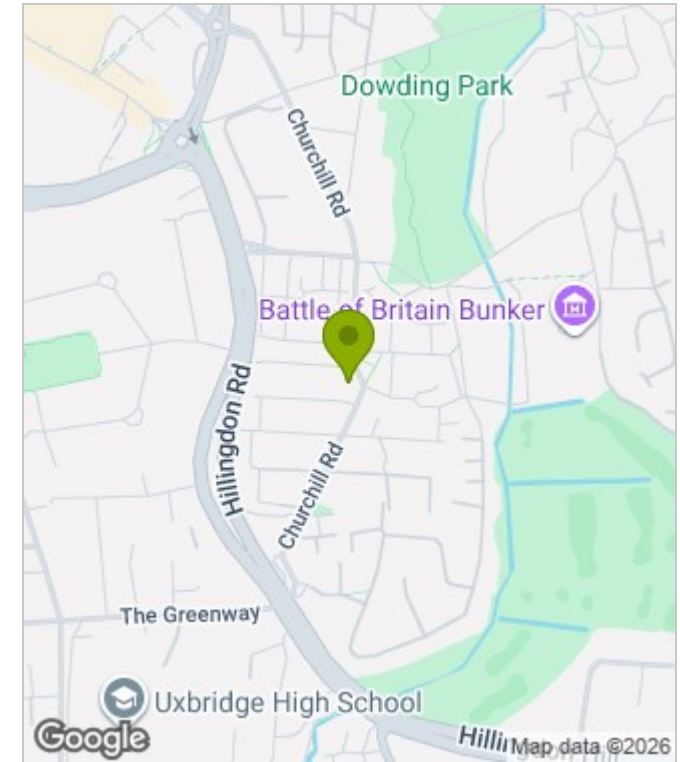 Dowding Park
Churchill Rd
Battle of Britain Bunker
Hillingdon Rd
Churchill Rd
The Greenway
Uxbridge High School
Google
Map data ©2026